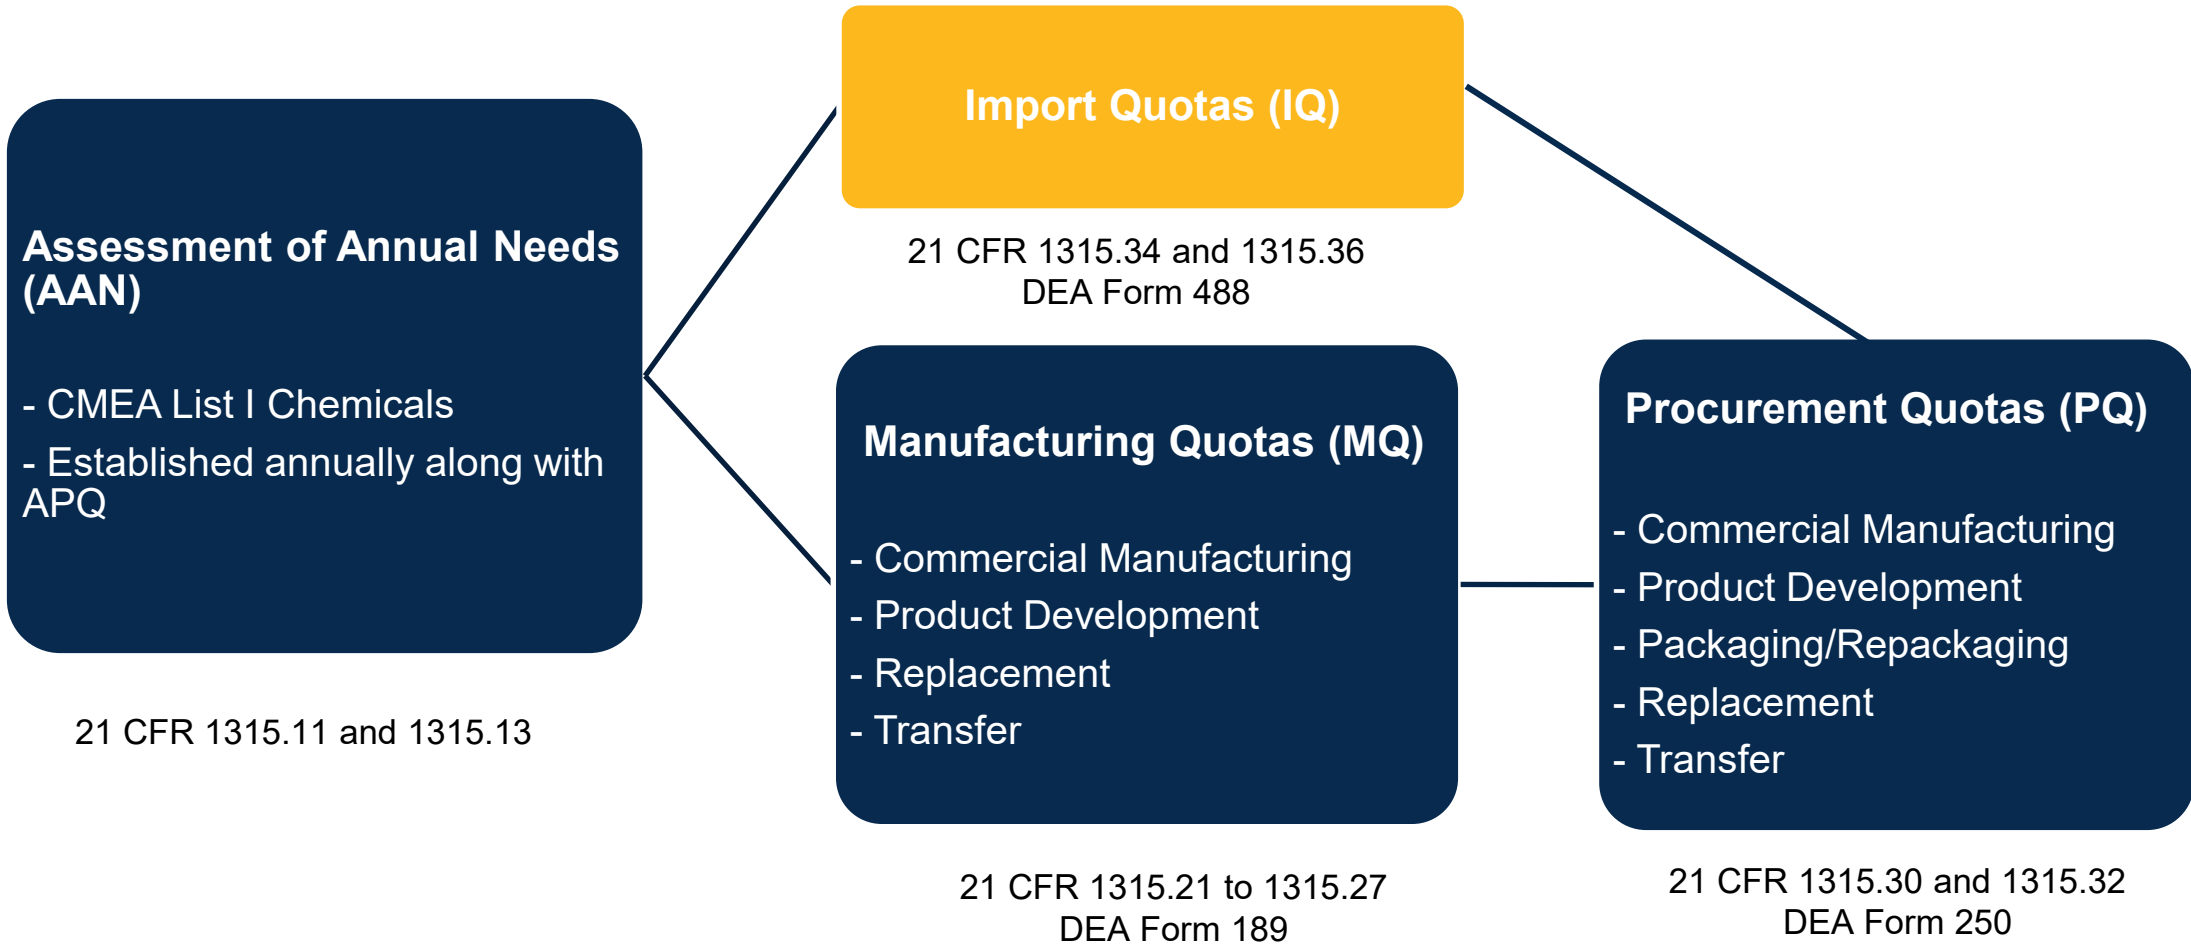 Assessment of Annual Needs
(AAN)
- CMEA List I Chemicals
- Established annually along with
APQ
21 CFR 1315.11 and 1315.13
Import Quotas (IQ)
21 CFR 1315.34 and 1315.36
DEA Form 488
Manufacturing Quotas (MQ)
- Commercial Manufacturing
- Product Development
- Replacement
- Transfer
21 CFR 1315.21 to 1315.27
DEA Form 189
Procurement Quotas (PQ)
- Commercial Manufacturing
- Product Development
- Packaging/Repackaging
- Replacement
- Transfer
21 CFR 1315.30 and 1315.32
DEA Form 250